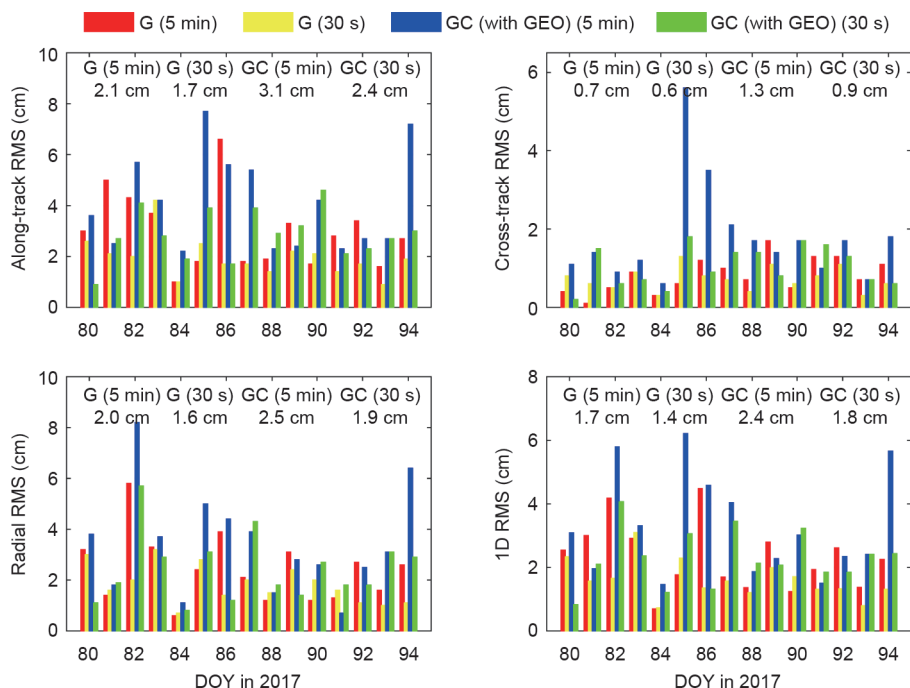 G (5 min) G (30 s) GC (with GEO) (5 min) GC (with GEO) (30 s)
Along-track RMS (cm)
10
8
6
4
2
0
G (5 min) G (30 s) GC (5 min) GC (30 s)
2.1 cm 1.7 cm 3.1 cm 2.4 cm
80 82 84 86 88 90 92 94
Cross-track RMS (cm)
6
4
2
0
G (5 min) G (30 s) GC (5 min) GC (30 s)
0.7 cm 0.6 cm 1.3 cm 0.9 cm
80 82 84 86 88 90 92 94
Radial RMS (cm)
10
8
6
4
2
0
G (5 min) G (30 s) GC (5 min) GC (30 s)
2.0 cm 1.6 cm 2.5 cm 1.9 cm
80 82 84 86 88 90 92 94
DOY in 2017
1D RMS (cm)
8
6
4
2
0
G (5 min) G (30 s) GC (5 min) GC (30 s)
1.7 cm 1.4 cm 2.4 cm 1.8 cm
80 82 84 86 88 90 92 94
DOY in 2017